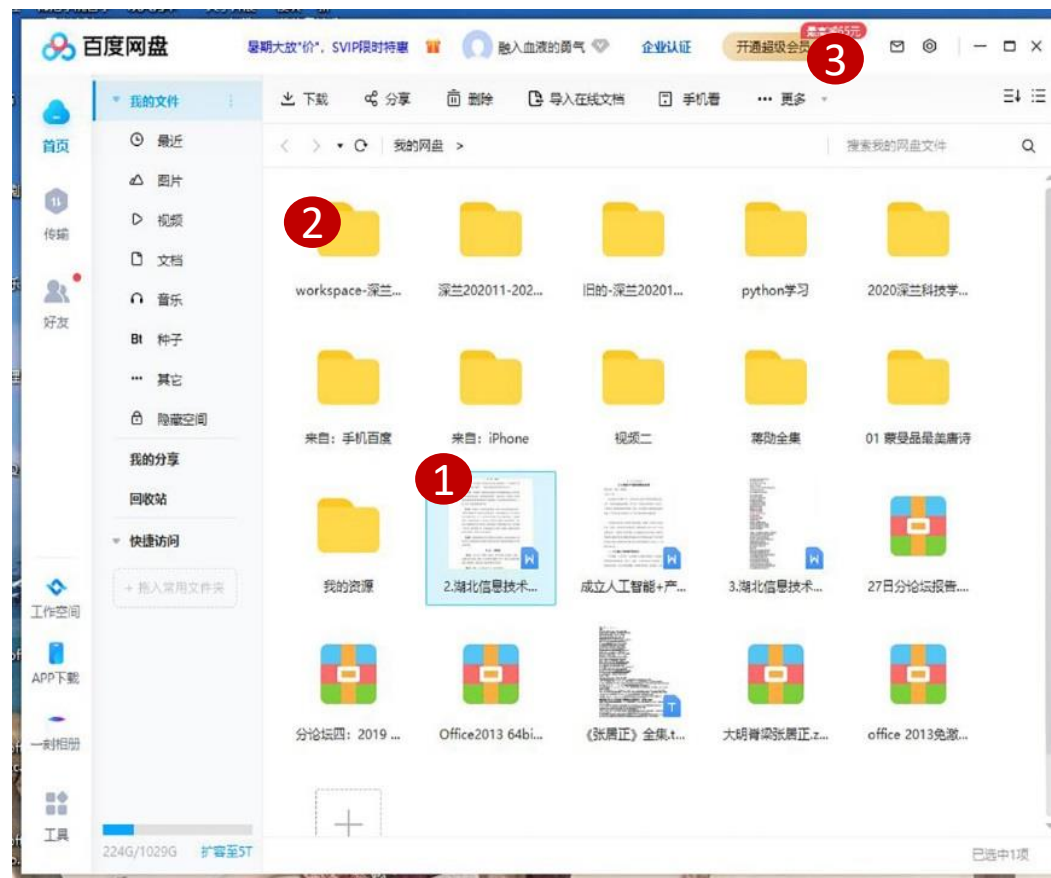 百度网盘
暑期大放"价", SVIP限时特惠
融入血液的勇气
企业认证
开通超级会员
3
首页
传输
好友
工作空间
APP下载
一刻相册
工具
我的文件
最近
图片
视频
文档
音乐
Bt 种子
其它
隐藏空间
我的分享
回收站
快捷访问
+ 拖入常用文件夹
224G/1029G 扩容至5T
下载 分享 删除 导入在线文档 手机看 更多
我的网盘 >
搜索我的网盘文件
2
workspace-深兰...
深兰202011-202...
旧的-深兰20201...
python学习
2020深兰科技学...
来自：手机百度
来自：iPhone
视频二
蒋勋全集
01 蒙曼品最美唐诗
1
我的资源
2.湖北信息技术...
成立人工智能+产...
3.湖北信息技术...
27日分论坛报告....
分论坛四：2019 ...
Office2013 64bi...
《张居正》全集.t...
大明脊梁张居正.z...
office 2013免激...
已选中1项